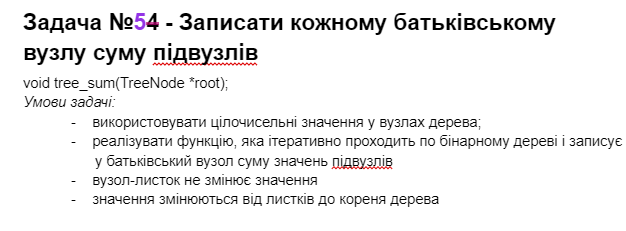 Задача №54 - Записати кожному батьківському
вузлу суму підвузлів
void tree_sum(TreeNode *root);
Умови задачі:
- використовувати цілочисельні значення у вузлах дерева;
- реалізувати функцію, яка ітеративно проходить по бінарному дереві і записує
у батьківський вузол суму значень підвузлів
- вузол-листок не змінює значення
- значення змінюються від листків до кореня дерева